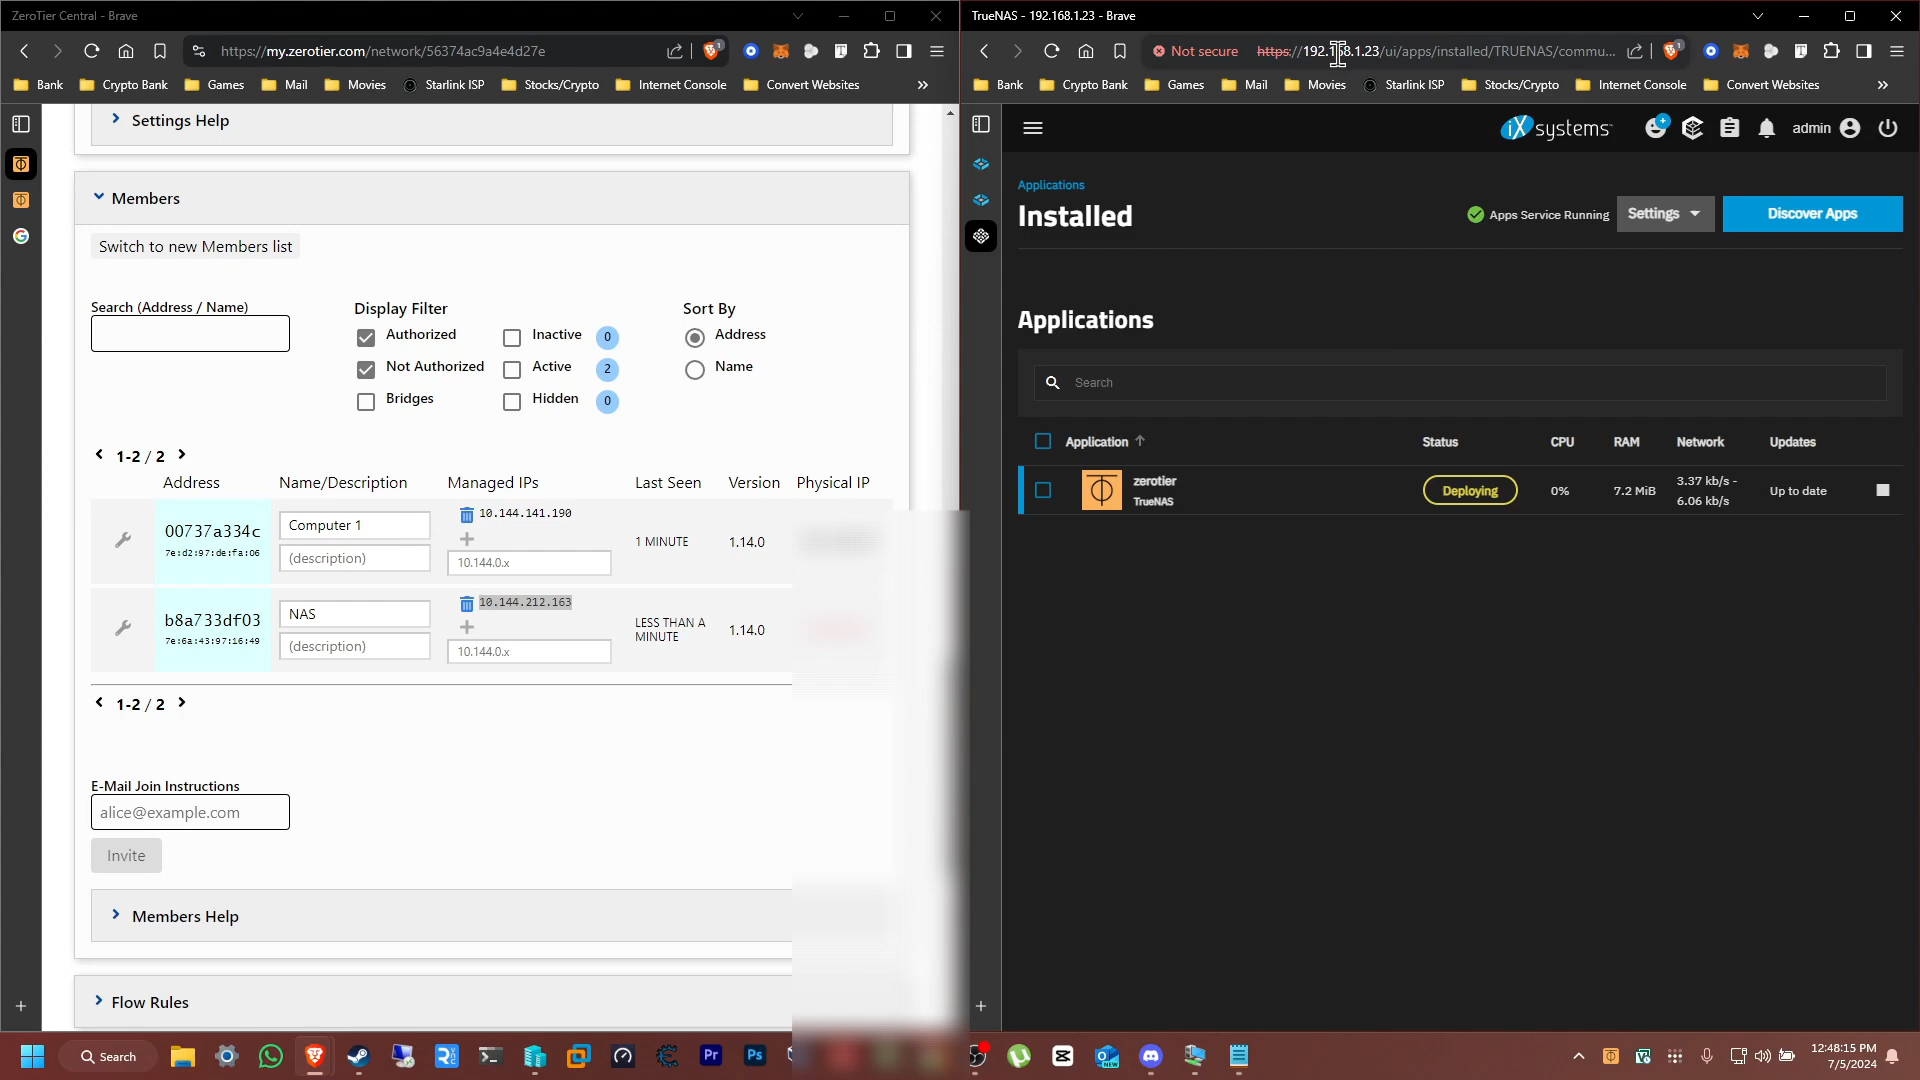 ZeroTier Central - Brave
https://my.zerotier.com/network/56374ac9a4e4d27e
1
Bank
Crypto Bank
Games
Mail
Movies
Starlink ISP
Stocks/Crypto
Internet Console
Convert Websites
»
Settings Help
Members
Switch to new Members list
Search (Address / Name)
Display Filter
Authorized
Not Authorized
Bridges
Inactive
0
Active
2
Hidden
0
Sort By
Address
Name
1-2 / 2
Address
Name/Description
Managed IPs
Last Seen
Version
Physical IP
00737a334c
7e:d2:97:de:fa:06
Computer 1
(description)
10.144.141.190
10.144.0.x
1 MINUTE
1.14.0
b8a733df03
7e:6a:43:97:16:49
NAS
(description)
10.144.212.163
10.144.0.x
LESS THAN A
MINUTE
1.14.0
1-2 / 2
E-Mail Join Instructions
alice@example.com
Invite
Members Help
Flow Rules
TrueNAS - 192.168.1.23 - Brave
Not secure
https://192.168.1.23/ui/apps/installed/TRUENAS/commu...
1
Bank
Crypto Bank
Games
Mail
Movies
Starlink ISP
Stocks/Crypto
Internet Console
Convert Websites
»
iXsystems
admin
Applications
Installed
Apps Service Running
Settings
Discover Apps
Applications
Search
Application
Status
CPU
RAM
Network
Updates
zerotier
TrueNAS
Deploying
0%
7.2 MiB
3.37 kb/s -
6.06 kb/s
Up to date
Search
Pr
Ps
12:48:15 PM
7/5/2024